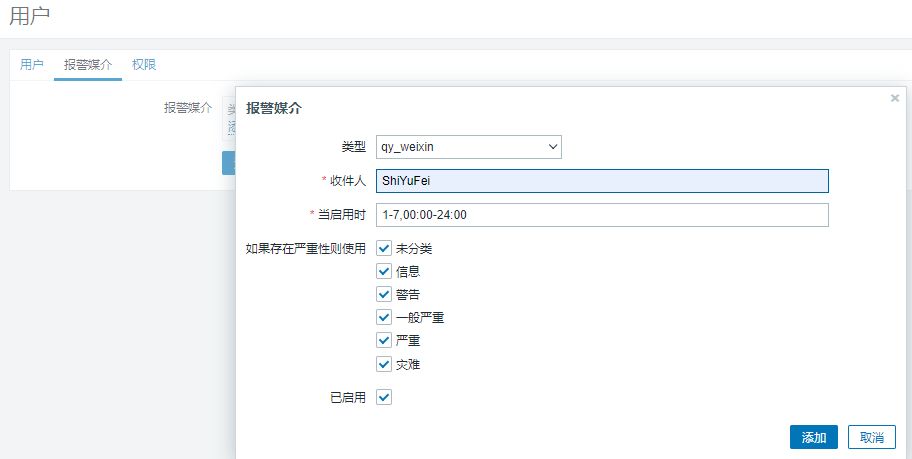 用户
用户 报警媒介 权限
报警媒介
报警媒介
类型 qy_weixin
* 收件人 ShiYuFei
* 当启用时 1-7,00:00-24:00
如果存在严重性则使用 未分类
信息
警告
一般严重
严重
灾难
已启用
添加 取消